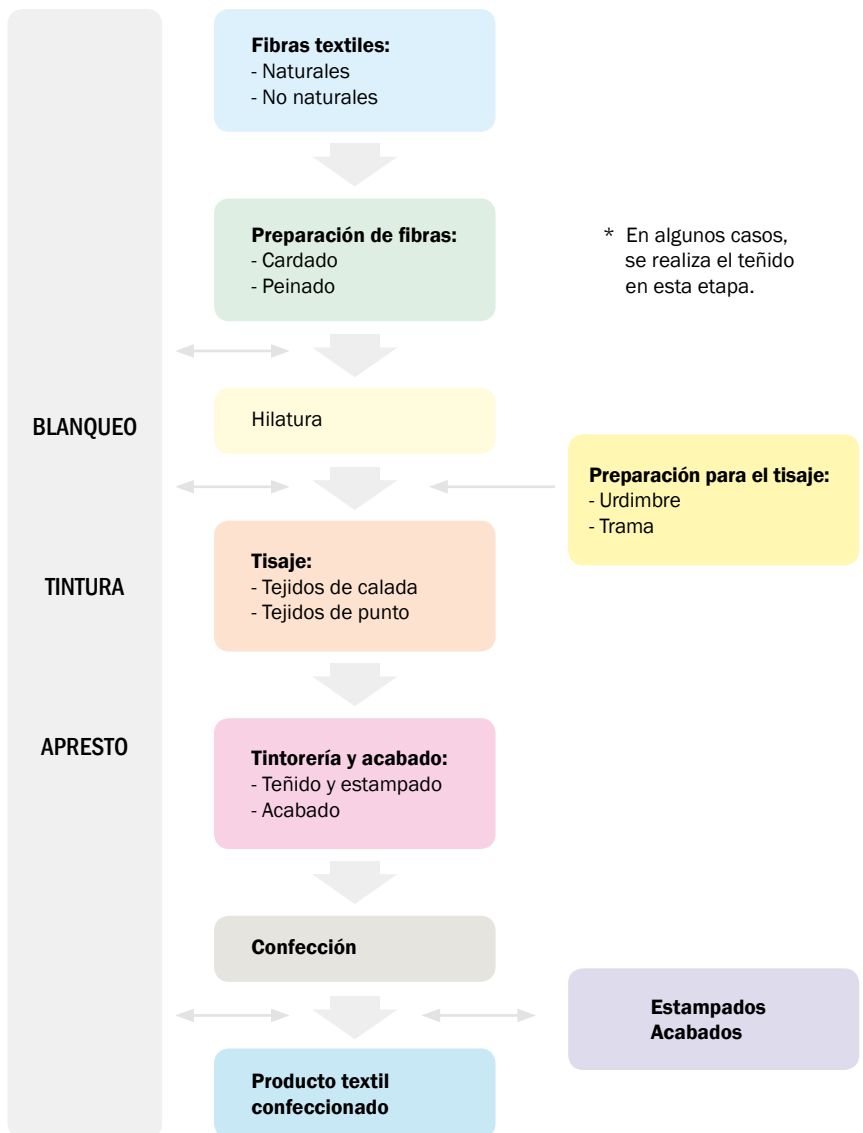 Fibras textiles:
- Naturales
- No naturales
Preparación de fibras:
- Cardado
- Peinado
* En algunos casos,
se realiza el teñido
en esta etapa.
BLANQUEO
Hilatura
Preparación para el tisaje:
- Urdimbre
- Trama
TINTURA
Tisaje:
- Tejidos de calada
- Tejidos de punto
APRESTO
Tintorería y acabado:
- Teñido y estampado
- Acabado
Confección
Estampados
Acabados
Producto textil
confeccionado